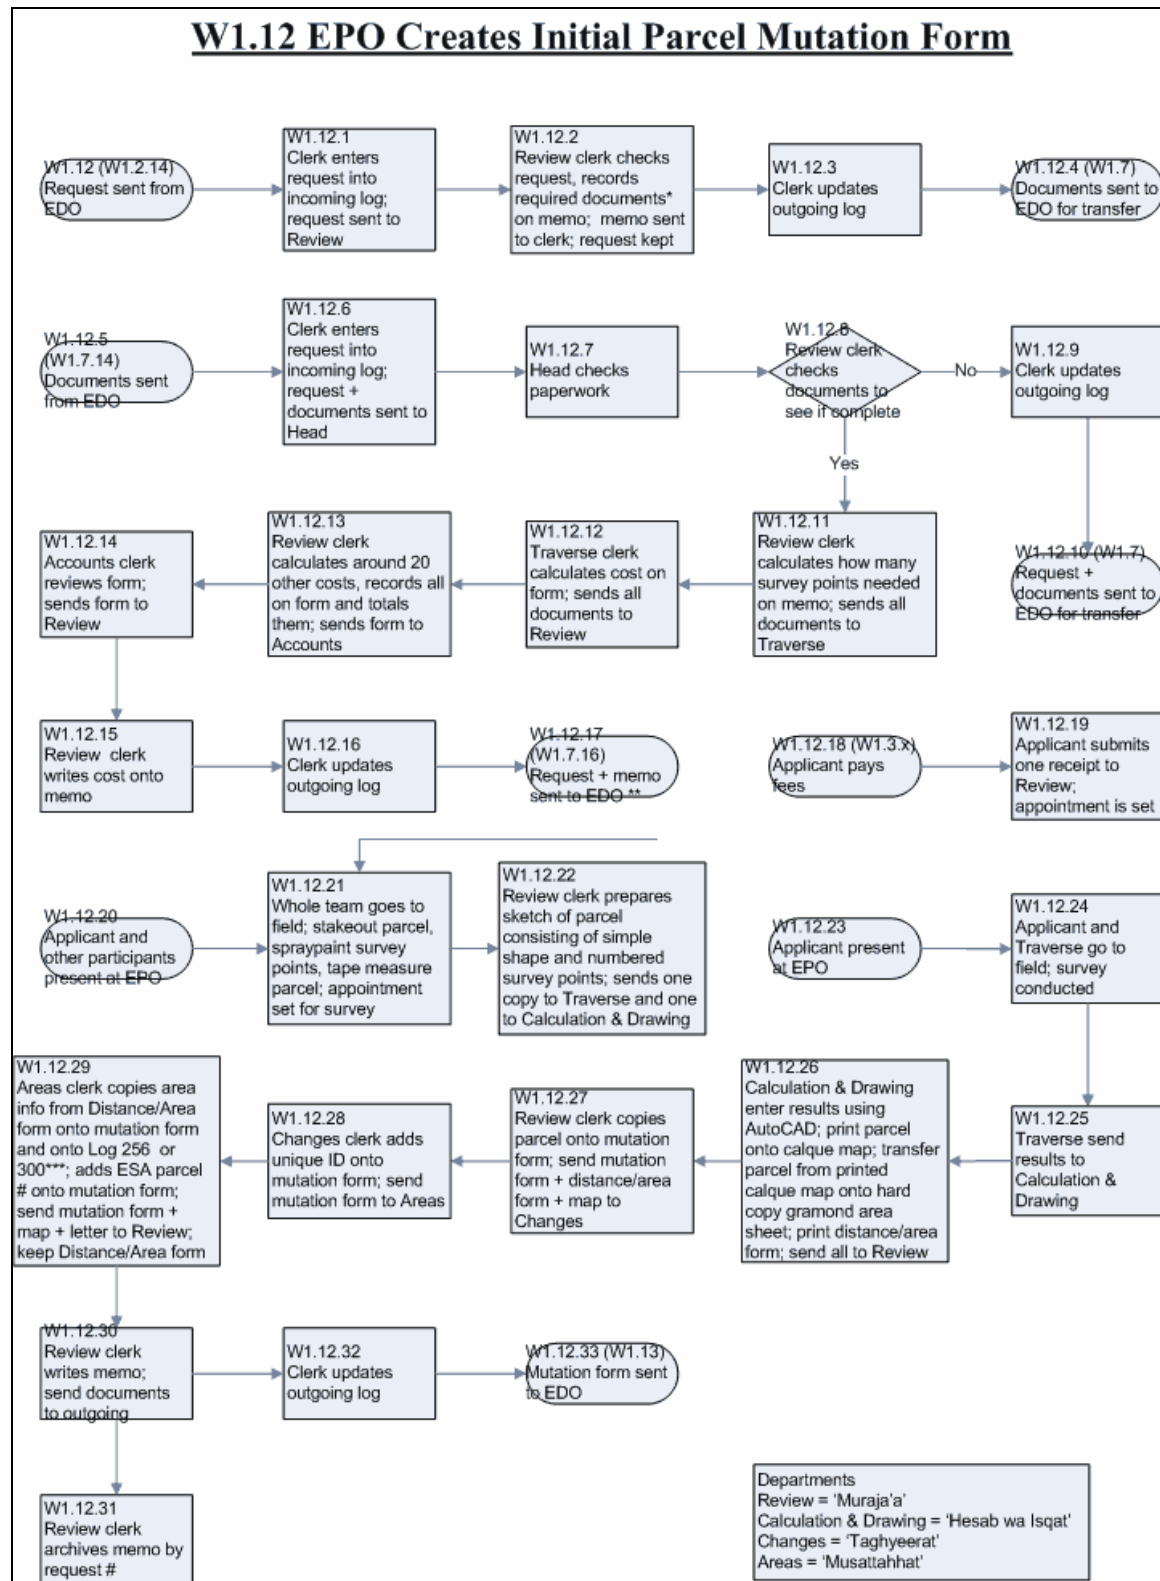 W1.12 EPO Creates Initial Parcel Mutation Form
W1.12 (W1.2.14)
Request sent from
EDO
W1.12.1
Clerk enters
request into
incoming log;
request sent to
Review
W1.12.2
Review clerk checks
request, records
required documents*
on memo;  memo sent
to clerk; request kept
W1.12.3
Clerk updates
outgoing log
W1.12.4 (W1.7)
Documents sent to
EDO for transfer
W1.12.5
(W1.7.14)
Documents sent
from EDO
W1.12.6
Clerk enters
request into
incoming log;
request +
documents sent to
Head
W1.12.7
Head checks
paperwork
W1.12.8
Review clerk
checks
documents to
see if complete
No
W1.12.9
Clerk updates
outgoing log
Yes
W1.12.14
Accounts clerk
reviews form;
sends form to
Review
W1.12.13
Review clerk
calculates around 20
other costs, records all
on form and totals
them; sends form to
Accounts
W1.12.12
Traverse clerk
calculates cost on
form; sends all
documents to
Review
W1.12.11
Review clerk
calculates how many
survey points needed
on memo; sends all
documents to
Traverse
W1.12.10 (W1.7)
Request +
documents sent to
EDO for transfer
W1.12.15
Review  clerk
writes cost onto
memo
W1.12.16
Clerk updates
outgoing log
W1.12.17
(W1.7.16)
Request + memo
sent to EDO **
W1.12.18 (W1.3.x)
Applicant pays
fees
W1.12.19
Applicant submits
one receipt to
Review;
appointment is set
W1.12.20
Applicant and
other participants
present at EPO
W1.12.21
Whole team goes to
field; stakeout parcel,
spraypaint survey
points, tape measure
parcel; appointment
set for survey
W1.12.22
Review clerk prepares
sketch of parcel
consisting of simple
shape and numbered
survey points; sends one
copy to Traverse and one
to Calculation & Drawing
W1.12.23
Applicant present
at EPO
W1.12.24
Applicant and
Traverse go to
field; survey
conducted
W1.12.29
Areas clerk copies area
info from Distance/Area
form onto mutation form
and onto Log 256  or
300***; adds ESA parcel
# onto mutation form;
send mutation form +
map + letter to Review;
keep Distance/Area form
W1.12.28
Changes clerk adds
unique ID onto
mutation form; send
mutation form to Areas
W1.12.27
Review clerk copies
parcel onto mutation
form; send mutation
form + distance/area
form + map to
Changes
W1.12.26
Calculation & Drawing
enter results using
AutoCAD; print parcel
onto calque map; transfer
parcel from printed
calque map onto hard
copy gramond area
sheet; print distance/area
form; send all to Review
W1.12.25
Traverse send
results to
Calculation &
Drawing
W1.12.30
Review clerk
writes memo;
send documents
to outgoing
W1.12.32
Clerk updates
outgoing log
W1.12.33 (W1.13)
Mutation form sent
to EDO
W1.12.31
Review clerk
archives memo by
request #
Departments
Review = ‘Muraja’a’
Calculation & Drawing = ‘Hesab wa Isqat’
Changes = ‘Taghyeerat’
Areas = ‘Musattahhat’